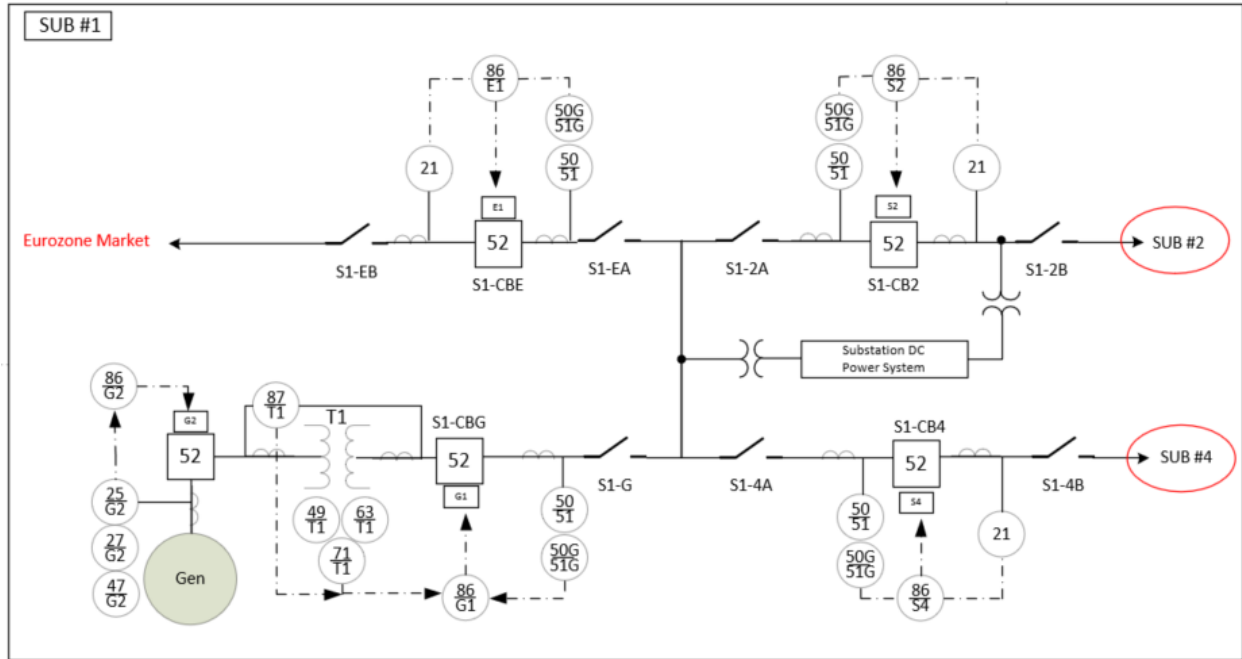 SUB #1
86
E1
86
S2
50G
51G
50G
51G
21
50
51
50
51
21
E1
S2
Eurozone Market
52
52
SUB #2
S1-EB
S1-EA
S1-2A
S1-2B
S1-CBE
S1-CB2
Substation DC
Power System
86
G2
87
T1
T1
S1-CBG
S1-CB4
G2
52
52
52
SUB #4
S1-G
S1-4A
S1-4B
G1
S4
25
G2
49
T1
63
T1
50
51
50
51
21
27
G2
71
T1
50G
51G
50G
51G
47
G2
Gen
86
G1
86
S4